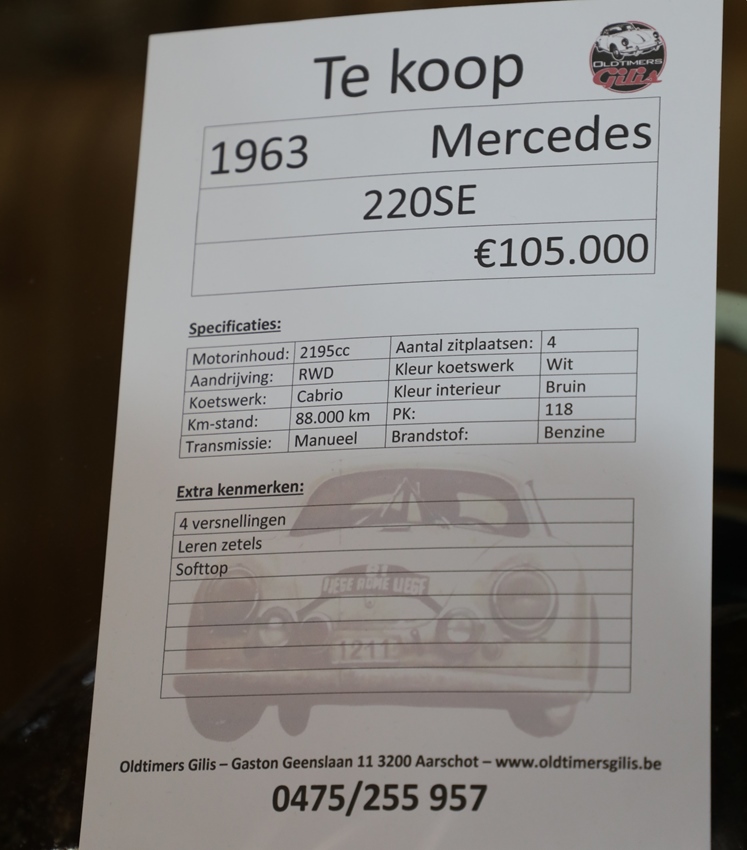 Te koop
OLDTIMERS
Gilis
1963 Mercedes
220SE
€105.000
Specificaties:
Motorinhoud: 2195cc Aantal zitplaatsen: 4
Aandrijving: RWD Kleur koetswerk Wit
Koetswerk: Cabrio Kleur interieur Bruin
Km-stand: 88.000 km PK: 118
Transmissie: Manueel Brandstof: Benzine
Extra kenmerken:
4 versnellingen
Leren zetels
Softtop
ROME LIEGE
Oldtimers Gilis – Gaston Geenslaan 11 3200 Aarschot – www.oldtimersgilis.be
0475/255 957